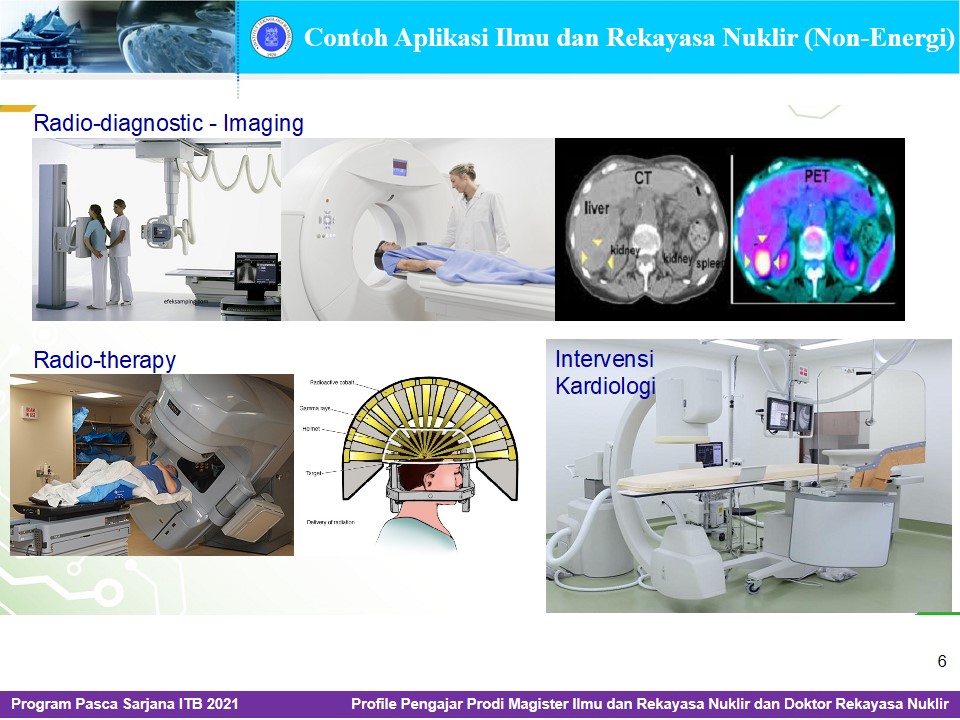 Contoh Aplikasi Ilmu dan Rekayasa Nuklir (Non-Energi)
Radio-diagnostic - Imaging
efeksamping.com
CT
liver
kidney
kidney
spleen
PET
Radio-therapy
Radioactive cobalt
Gamma rays
Helmet
Target
Delivery of radiation
Intervensi
Kardiologi
6
Program Pasca Sarjana ITB 2021
Profile Pengajar Prodi Magister Ilmu dan Rekayasa Nuklir dan Doktor Rekayasa Nuklir